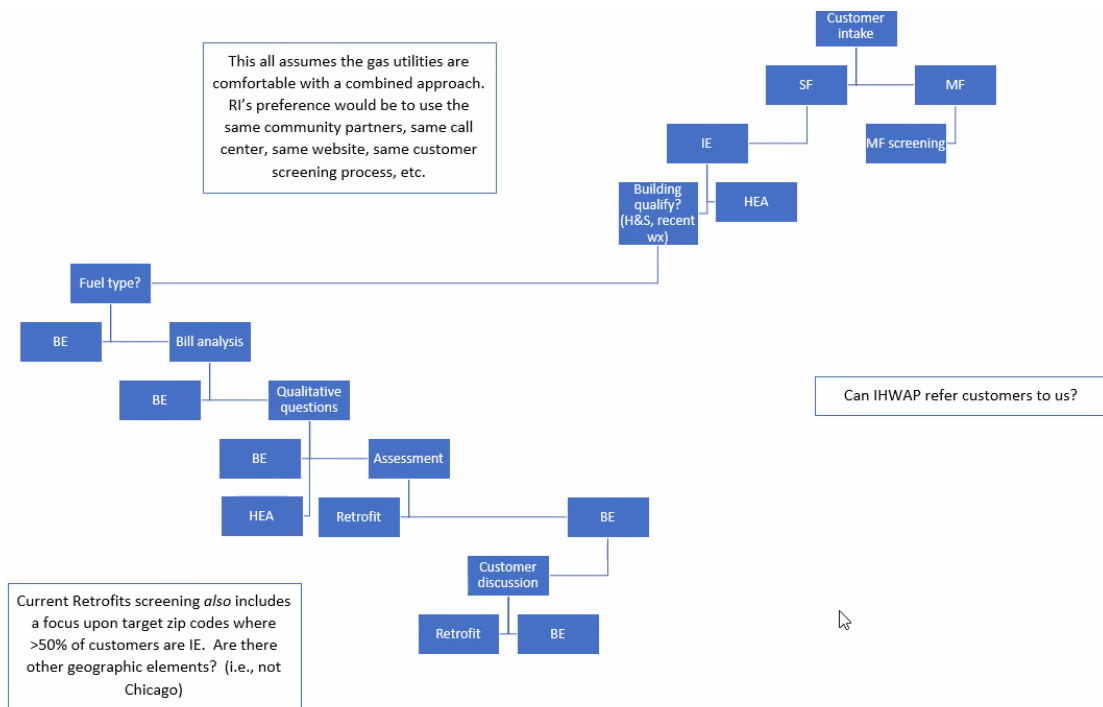 Customer
intake
This all assumes the gas utilities are
comfortable with a combined approach.
RI's preference would be to use the
same community partners, same call
center, same website, same customer
screening process, etc.
SF
MF
IE
MF screening
Building
qualify?
(H&S, recent
wx)
HEA
Fuel type?
BE
Bill analysis
BE
Qualitative
questions
Can IHWAP refer customers to us?
BE
Assessment
HEA
Retrofit
BE
Customer
discussion
Current Retrofits screening also includes
a focus upon target zip codes where
>50% of customers are IE. Are there
other geographic elements? (i.e., not
Chicago)
Retrofit
BE